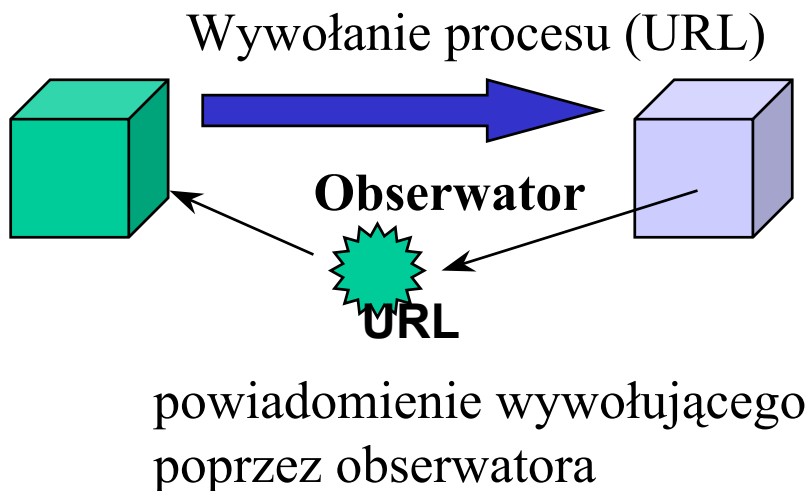 Wywołanie procesu (URL)
Obserwator
URL
powiadomienie wywołującego
poprzez obserwatora